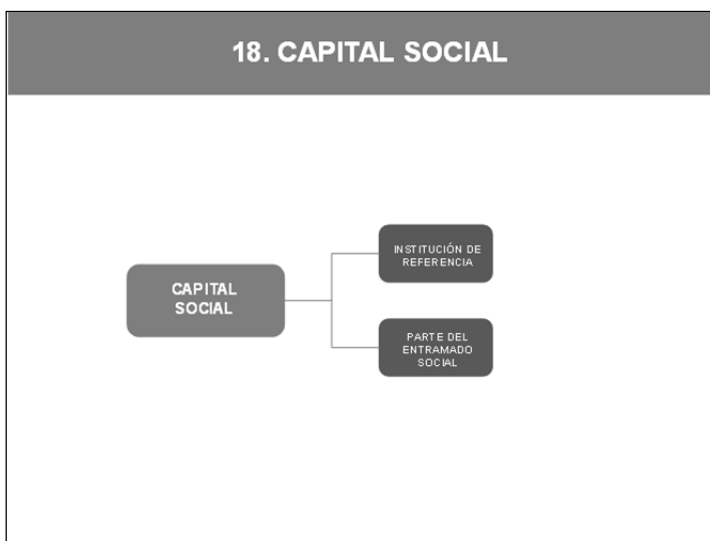 18. CAPITAL SOCIAL
CAPITAL
SOCIAL
INSTITUCIÓN DE
REFERENCIA
PARTE DEL
ENTRAMADO
SOCIAL